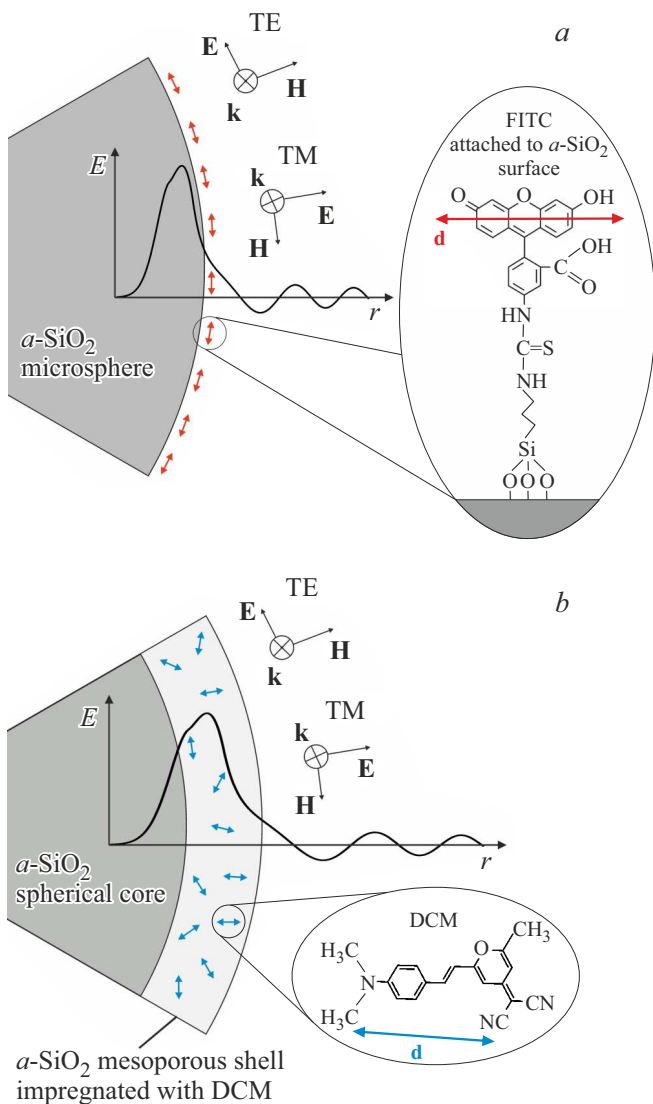 TE
a
E
H
k
FITC
attached to a-SiO₂
surface
TM
E
k
E
H
O
O
OH
d
OH
C
O
r
a-SiO₂
microsphere
HN
C=S
NH
Si
O O O
b
TE
E
H
k
TM
E
k
E
H
r
a-SiO₂
spherical core
DCM
O
CH₃
H₃C
N
H₃C
CN
NC
d
a-SiO₂ mesoporous shell
impregnated with DCM